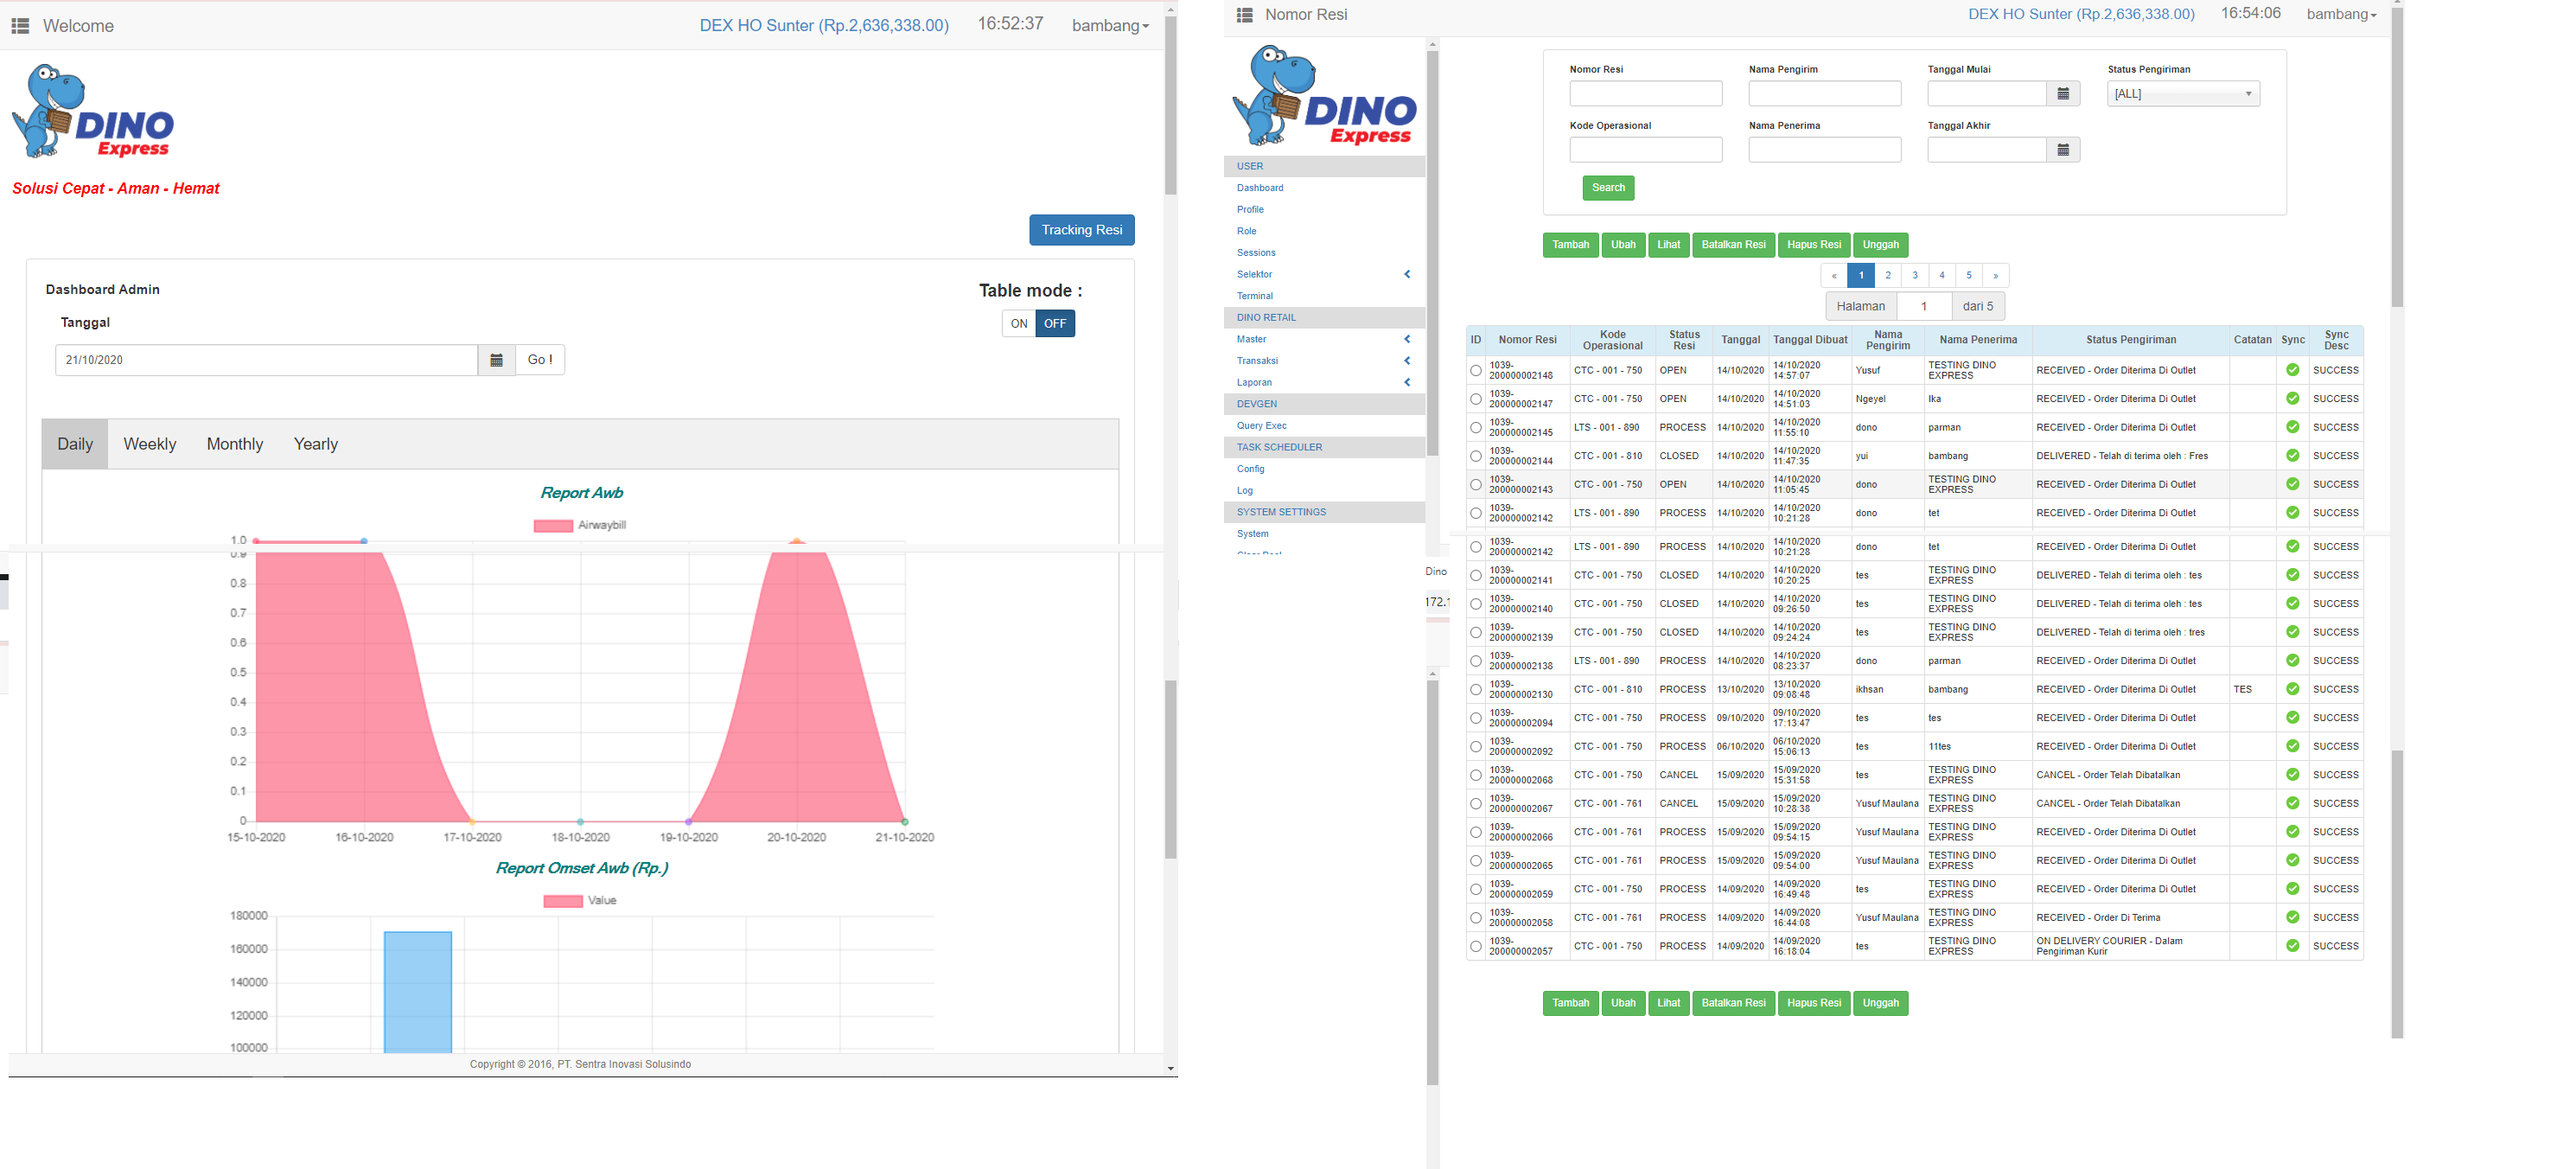 Welcome
DEX HO Sunter (Rp.2,636,338.00)
16:52:37
bambang
DINO
Express
Solusi Cepat - Aman - Hemat
Tracking Resi
Dashboard Admin
Table mode :
ON OFF
Tanggal
21/10/2020
Go !
Daily Weekly Monthly Yearly
Report Awb
Airwaybill
1.0
0.9
0.8
0.7
0.6
0.5
0.4
0.3
0.2
0.1
0
15-10-2020 16-10-2020 17-10-2020 18-10-2020 19-10-2020 20-10-2020 21-10-2020
Report Omset Awb (Rp.)
Value
180000
160000
140000
120000
100000
Copyright © 2016, PT. Sentra Inovasi Solusindo
Nomor Resi
DEX HO Sunter (Rp.2,636,338.00)
16:54:06
bambang
DINO
Express
USER
Dashboard
Profile
Role
Sessions
Selektor
Terminal
DINO RETAIL
Master
Transaksi
Laporan
DEVGEN
Query Exec
TASK SCHEDULER
Config
Log
SYSTEM SETTINGS
System
Dino
172.1
Nomor Resi Nama Pengirim Tanggal Mulai Status Pengiriman
[ALL]
Kode Operasional Nama Penerima Tanggal Akhir
Search
Tambah Ubah Lihat Batalkan Resi Hapus Resi Unggah
« 1 2 3 4 5 »
Halaman 1 dari 5
ID Nomor Resi Kode Operasional Status Resi Tanggal Tanggal Dibuat Nama Pengirim Nama Penerima Status Pengiriman Catatan Sync Sync Desc
1039-200000002148 CTC - 001 - 750 OPEN 14/10/2020 14/10/2020 14:57:07 Yusuf TESTING DINO EXPRESS RECEIVED - Order Diterima Di Outlet SUCCESS
1039-200000002147 CTC - 001 - 750 OPEN 14/10/2020 14/10/2020 14:51:03 Ngeyel Ika RECEIVED - Order Diterima Di Outlet SUCCESS
1039-200000002145 LTS - 001 - 890 PROCESS 14/10/2020 14/10/2020 11:55:10 dono parman RECEIVED - Order Diterima Di Outlet SUCCESS
1039-200000002144 CTC - 001 - 810 CLOSED 14/10/2020 14/10/2020 11:47:35 yui bambang DELIVERED - Telah di terima oleh : Fres SUCCESS
1039-200000002143 CTC - 001 - 750 OPEN 14/10/2020 14/10/2020 11:05:45 dono TESTING DINO EXPRESS RECEIVED - Order Diterima Di Outlet SUCCESS
1039-200000002142 LTS - 001 - 890 PROCESS 14/10/2020 14/10/2020 10:21:28 dono tet RECEIVED - Order Diterima Di Outlet SUCCESS
1039-200000002142 LTS - 001 - 890 PROCESS 14/10/2020 14/10/2020 10:21:28 dono tet RECEIVED - Order Diterima Di Outlet SUCCESS
1039-200000002141 CTC - 001 - 750 CLOSED 14/10/2020 14/10/2020 10:20:25 tes TESTING DINO EXPRESS DELIVERED - Telah di terima oleh : tes SUCCESS
1039-200000002140 CTC - 001 - 750 CLOSED 14/10/2020 14/10/2020 09:26:50 tes TESTING DINO EXPRESS DELIVERED - Telah di terima oleh : tes SUCCESS
1039-200000002139 CTC - 001 - 750 CLOSED 14/10/2020 14/10/2020 09:24:24 tes TESTING DINO EXPRESS DELIVERED - Telah di terima oleh : tres SUCCESS
1039-200000002138 LTS - 001 - 890 PROCESS 14/10/2020 14/10/2020 08:23:37 dono parman RECEIVED - Order Diterima Di Outlet SUCCESS
1039-200000002130 CTC - 001 - 810 PROCESS 13/10/2020 13/10/2020 09:08:48 ikhsan bambang RECEIVED - Order Diterima Di Outlet TES SUCCESS
1039-200000002094 CTC - 001 - 750 PROCESS 09/10/2020 09/10/2020 17:13:47 tes tes RECEIVED - Order Diterima Di Outlet SUCCESS
1039-200000002092 CTC - 001 - 750 PROCESS 06/10/2020 06/10/2020 15:06:13 tes 11tes RECEIVED - Order Diterima Di Outlet SUCCESS
1039-200000002068 CTC - 001 - 750 CANCEL 15/09/2020 15/09/2020 15:31:58 tes TESTING DINO EXPRESS CANCEL - Order Telah Dibatalkan SUCCESS
1039-200000002067 CTC - 001 - 761 CANCEL 15/09/2020 15/09/2020 10:28:38 Yusuf Maulana TESTING DINO EXPRESS CANCEL - Order Telah Dibatalkan SUCCESS
1039-200000002066 CTC - 001 - 761 PROCESS 15/09/2020 15/09/2020 09:54:15 Yusuf Maulana TESTING DINO EXPRESS RECEIVED - Order Diterima Di Outlet SUCCESS
1039-200000002065 CTC - 001 - 761 PROCESS 15/09/2020 15/09/2020 09:54:00 Yusuf Maulana TESTING DINO EXPRESS RECEIVED - Order Diterima Di Outlet SUCCESS
1039-200000002059 CTC - 001 - 750 PROCESS 14/09/2020 14/09/2020 16:49:48 tes TESTING DINO EXPRESS RECEIVED - Order Diterima Di Outlet SUCCESS
1039-200000002058 CTC - 001 - 761 PROCESS 14/09/2020 14/09/2020 16:44:08 Yusuf Maulana TESTING DINO EXPRESS RECEIVED - Order Di Terima SUCCESS
1039-200000002057 CTC - 001 - 750 PROCESS 14/09/2020 14/09/2020 16:18:04 tes TESTING DINO EXPRESS ON DELIVERY COURIER - Dalam Pengiriman Kurir SUCCESS
Tambah Ubah Lihat Batalkan Resi Hapus Resi Unggah